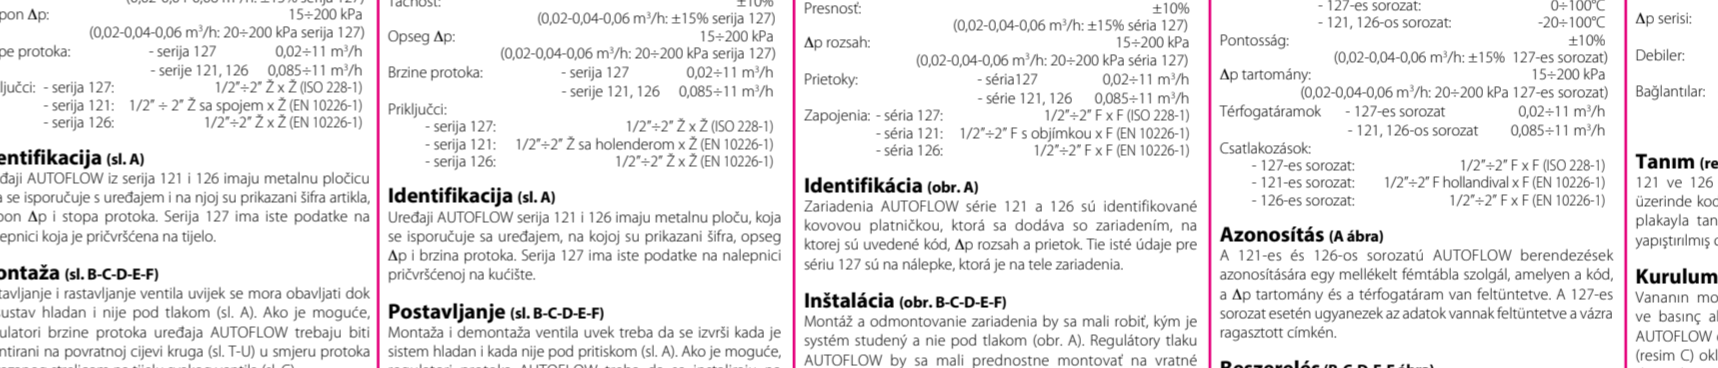 15÷200 kPa
(0,02-0,04-0,06 m³/h: 20÷200 kPa serija 127)
protoka: - serija 127 0,02÷11 m³/h
- serije 121, 126 0,085÷11 m³/h
- serija 127: 1/2”÷2” Ž x Ž (ISO 228-1)
- serija 121: 1/2” ÷ 2” Ž sa spojem x Ž (EN 10226-1)
- serija 126: 1/2”÷2” Ž x Ž (EN 10226-1)
(sl. A)
AUTOFLOW iz serija 121 i 126 imaju metalnu pločicu
se isporučuje s uređajem i na njoj su prikazani šifra artikla,
Δp i stopa protoka. Serija 127 ima iste podatke na
koja je pričvršćena na tijelo.
(sl. B-C-D-E-F)
i rastavljanje ventila uvijek se mora obavljati dok
hladan i nije pod tlakom (sl. A). Ako je moguće,
brzine protoka uređaja AUTOFLOW trebaju biti
na povratnoj cijevi kruga (sl. T-U) u smjeru protoka
±10%
(0,02-0,04-0,06 m³/h: ±15% serija 127)
Opseg Δp: 15÷200 kPa
(0,02-0,04-0,06 m³/h: 20÷200 kPa serija 127)
Brzine protoka: - serija 127 0,02÷11 m³/h
- serije 121, 126 0,085÷11 m³/h
Priključci:
- serija 127: 1/2”÷2” Ž x Ž (ISO 228-1)
- serija 121: 1/2”÷2” Ž sa holenderom x Ž (EN 10226-1)
- serija 126: 1/2”÷2” Ž x Ž (EN 10226-1)
Identifikacija (sl. A)
Uređaji AUTOFLOW serija 121 i 126 imaju metalnu ploču, koja
se isporučuje sa uređajem, na kojoj su prikazani šifra, opseg
Δp i brzina protoka. Serija 127 ima iste podatke na nalepnici
pričvršćenoj na kućište.
Postavljanje (sl. B-C-D-E-F)
Montaža i demontaža ventila uvek treba da se izvrši kada je
sistem hladan i kada nije pod pritiskom (sl. A). Ako je moguće,
Presnosť: ±10%
(0,02-0,04-0,06 m³/h: ±15% séria 127)
Δp rozsah: 15÷200 kPa
(0,02-0,04-0,06 m³/h: 20÷200 kPa séria 127)
Prietoky: - séria127 0,02÷11 m³/h
- série 121, 126 0,085÷11 m³/h
Zapojenia: - séria 127: 1/2”÷2” F x F (ISO 228-1)
- séria 121: 1/2”÷2” F s objímkou x F (EN 10226-1)
- séria 126: 1/2”÷2” F x F (EN 10226-1)
Identifikácia (obr. A)
Zariadenia AUTOFLOW série 121 a 126 sú identifikované
kovovou platničkou, ktorá sa dodáva so zariadením, na
ktorej sú uvedené kód, Δp rozsah a prietok. Tie isté údaje pre
sériu 127 sú na nálepke, ktorá je na tele zariadenia.
Inštalácia (obr. B-C-D-E-F)
Montáž a odmontovanie zariadenia by sa mali robiť, kým je
systém studený a nie pod tlakom (obr. A). Regulátory tlaku
AUTOFLOW by sa mali prednostne montovať na vratné
- 127-es sorozat: 0÷100°C
- 121, 126-os sorozat: -20÷100°C
Pontosság: ±10%
(0,02-0,04-0,06 m³/h: ±15% 127-es sorozat)
Δp tartomány: 15÷200 kPa
(0,02-0,04-0,06 m³/h: 20÷200 kPa 127-es sorozat)
Térfogatáramok - 127-es sorozat 0,02÷11 m³/h
- 121, 126-os sorozat 0,085÷11 m³/h
Csatlakozások:
- 127-es sorozat: 1/2”÷2” F x F (ISO 228-1)
- 121-es sorozat: 1/2”÷2” F hollandival x F (EN 10226-1)
- 126-es sorozat: 1/2”÷2” F x F (EN 10226-1)
Azonosítás (A ábra)
A 121-es és 126-os sorozatú AUTOFLOW berendezések
azonosítására egy mellékelt fémtábla szolgál, amelyen a kód,
a Δp tartomány és a térfogatáram van feltüntetve. A 127-es
sorozat esetén ugyanezek az adatok vannak feltüntetve a vázra
ragasztott címkén.
Δp serisi:
Debiler:
Bağlantılar:
Tanım
121 ve 126
üzerinde
plakayla
yapıştırılmış
Kurulum
Vananın
ve basınç
AUTOFLOW
(resim C)